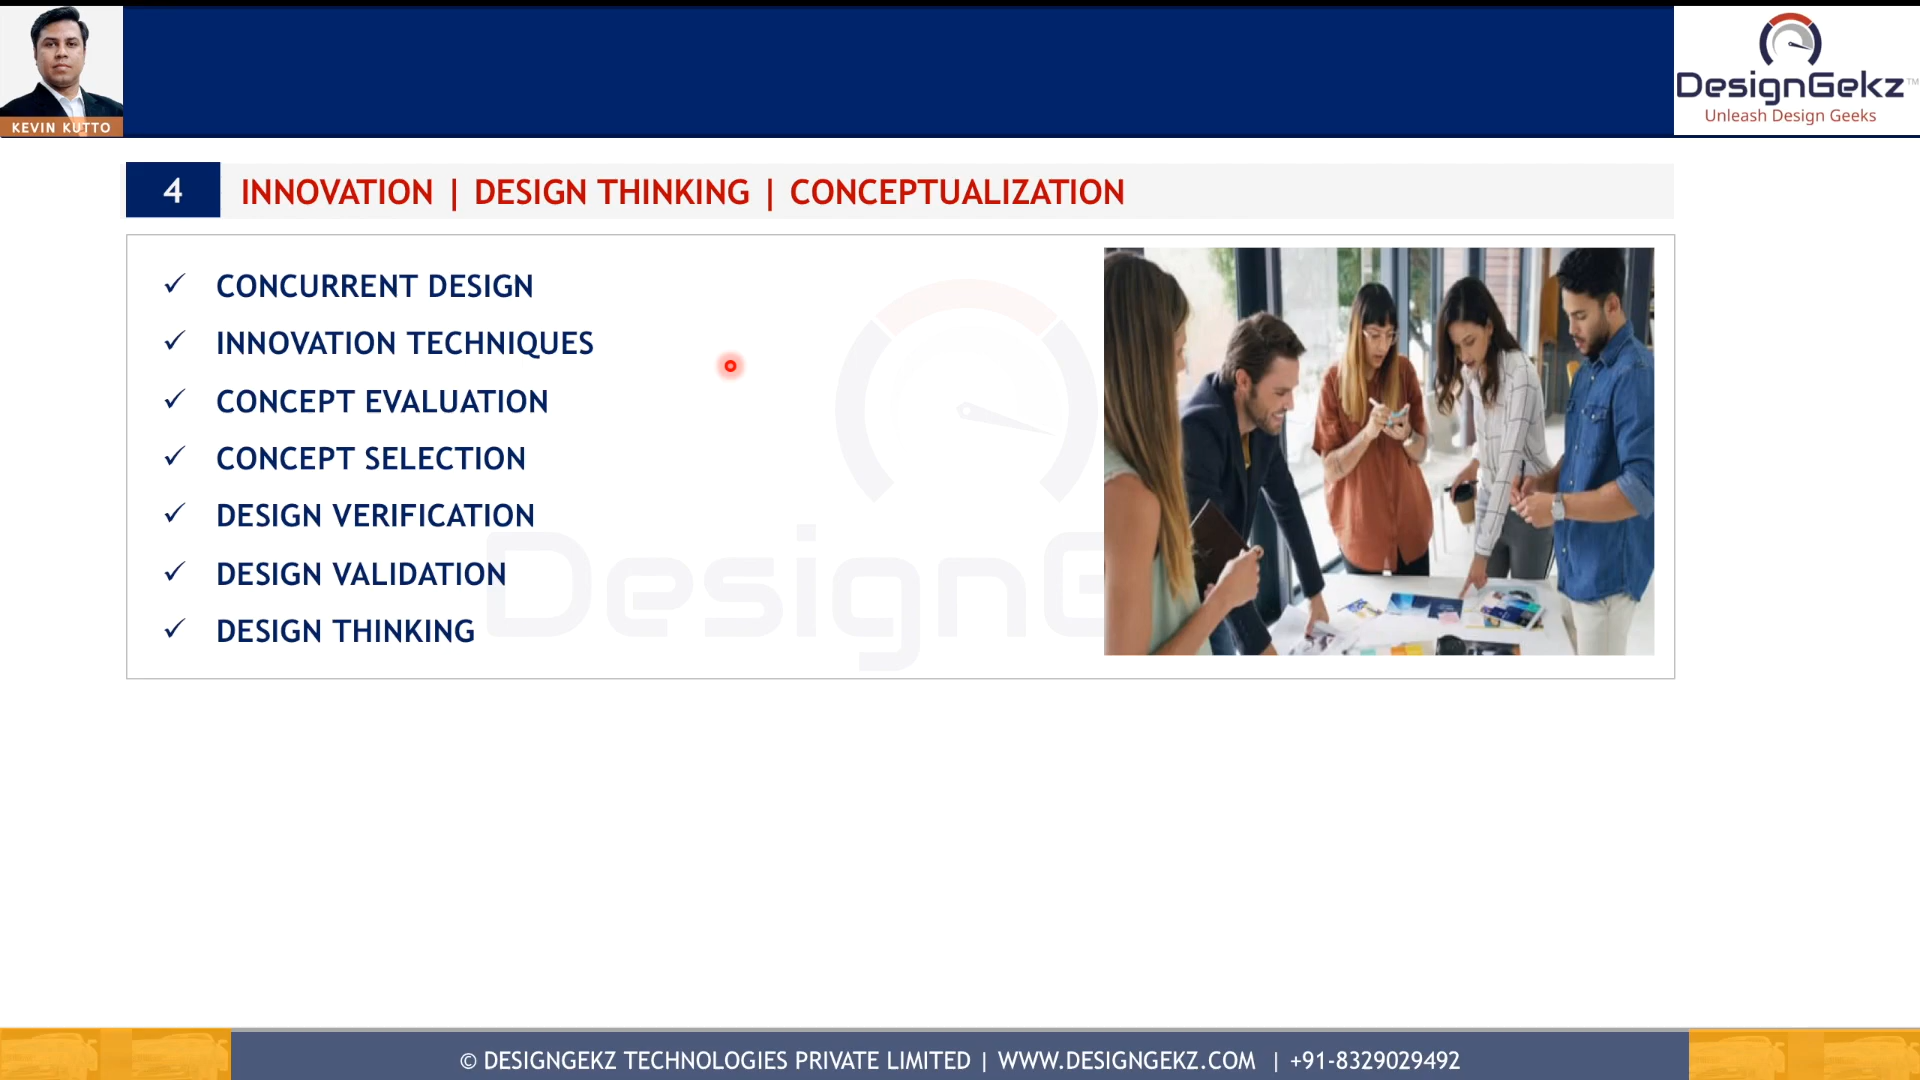 KEVIN KUTTO
DesignGekz™
Unleash Design Geeks
4
INNOVATION | DESIGN THINKING | CONCEPTUALIZATION
✓ CONCURRENT DESIGN
✓ INNOVATION TECHNIQUES
✓ CONCEPT EVALUATION
✓ CONCEPT SELECTION
✓ DESIGN VERIFICATION
✓ DESIGN VALIDATION
✓ DESIGN THINKING
DesignG
© DESIGNGEKZ TECHNOLOGIES PRIVATE LIMITED | WWW.DESIGNGEKZ.COM | +91-8329029492